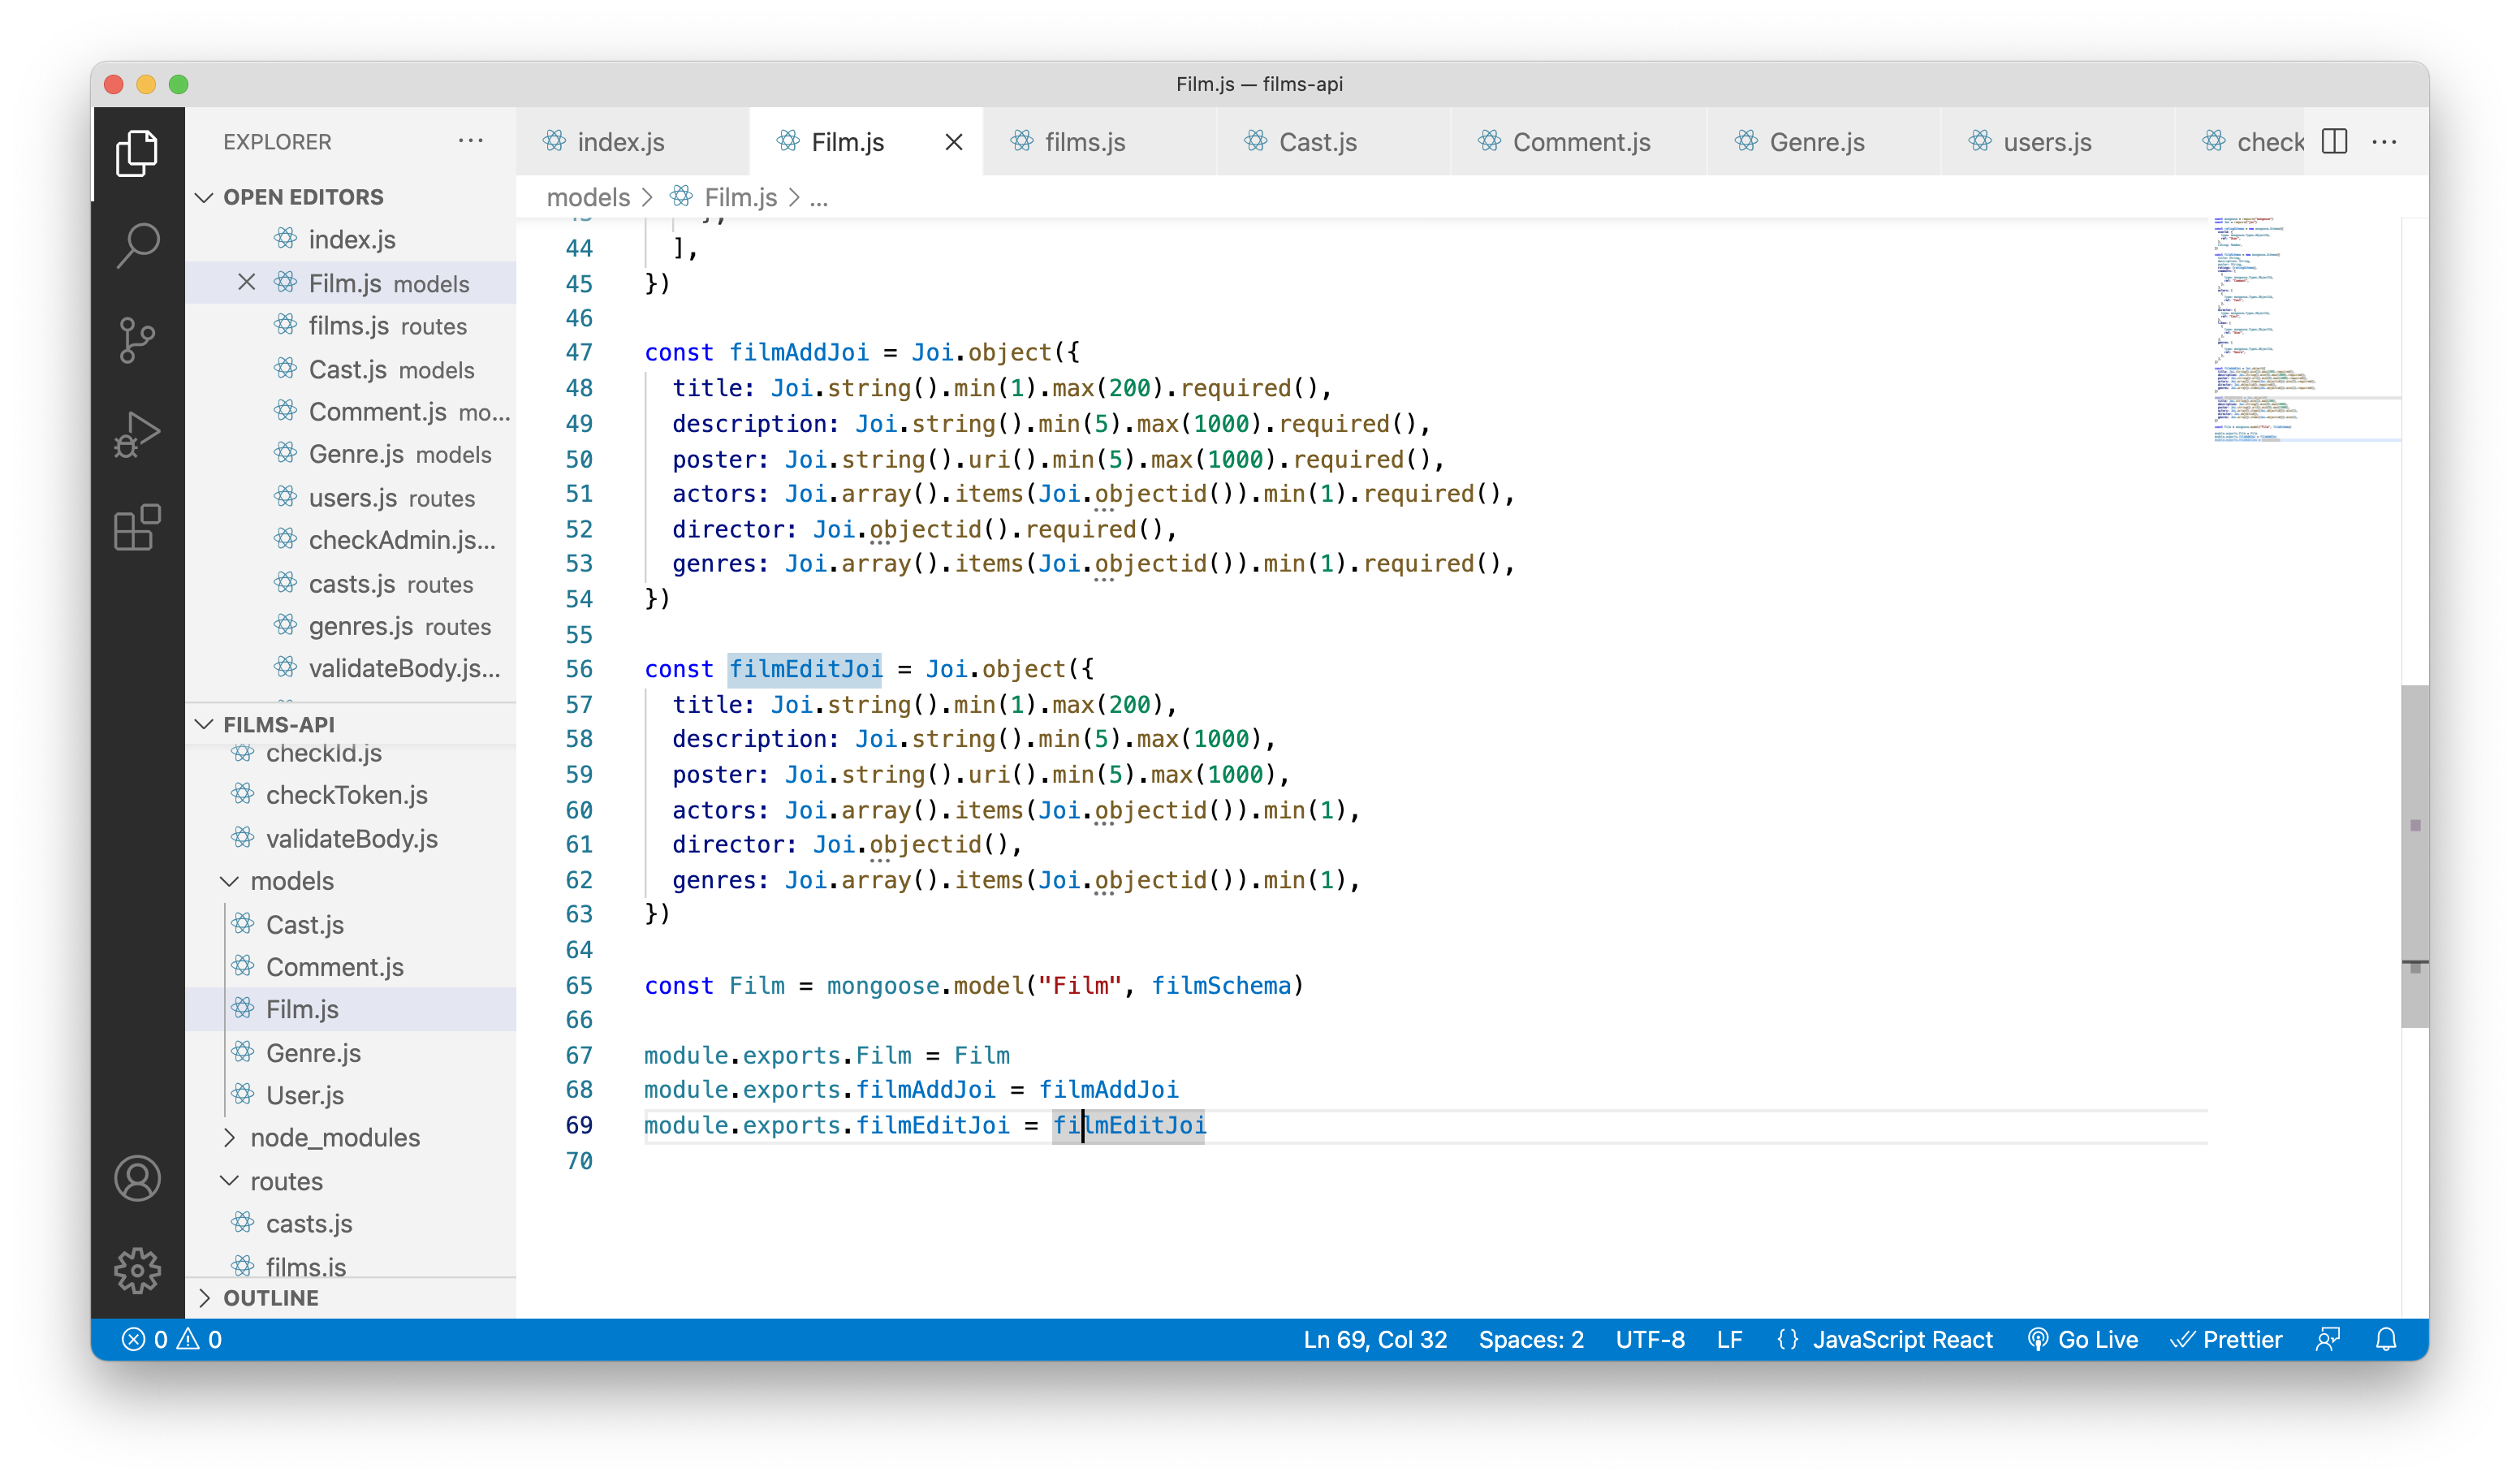 Film.js — films-api
EXPLORER
OPEN EDITORS
index.js
Film.js models
films.js routes
Cast.js models
Comment.js mo...
Genre.js models
users.js routes
checkAdmin.js...
casts.js routes
genres.js routes
validateBody.js...
FILMS-API
checkId.js
checkToken.js
validateBody.js
models
Cast.js
Comment.js
Film.js
Genre.js
User.js
node_modules
routes
casts.js
films.js
OUTLINE
index.js Film.js films.js Cast.js Comment.js Genre.js users.js check
models > Film.js > ...
44 ],
45 })
46
47 const filmAddJoi = Joi.object({
48 title: Joi.string().min(1).max(200).required(),
49 description: Joi.string().min(5).max(1000).required(),
50 poster: Joi.string().uri().min(5).max(1000).required(),
51 actors: Joi.array().items(Joi.objectid()).min(1).required(),
52 director: Joi.objectid().required(),
53 genres: Joi.array().items(Joi.objectid()).min(1).required(),
54 })
55
56 const filmEditJoi = Joi.object({
57 title: Joi.string().min(1).max(200),
58 description: Joi.string().min(5).max(1000),
59 poster: Joi.string().uri().min(5).max(1000),
60 actors: Joi.array().items(Joi.objectid()).min(1),
61 director: Joi.objectid(),
62 genres: Joi.array().items(Joi.objectid()).min(1),
63 })
64
65 const Film = mongoose.model("Film", filmSchema)
66
67 module.exports.Film = Film
68 module.exports.filmAddJoi = filmAddJoi
69 module.exports.filmEditJoi = filmEditJoi
70
0 0 Ln 69, Col 32 Spaces: 2 UTF-8 LF {} JavaScript React Go Live Prettier